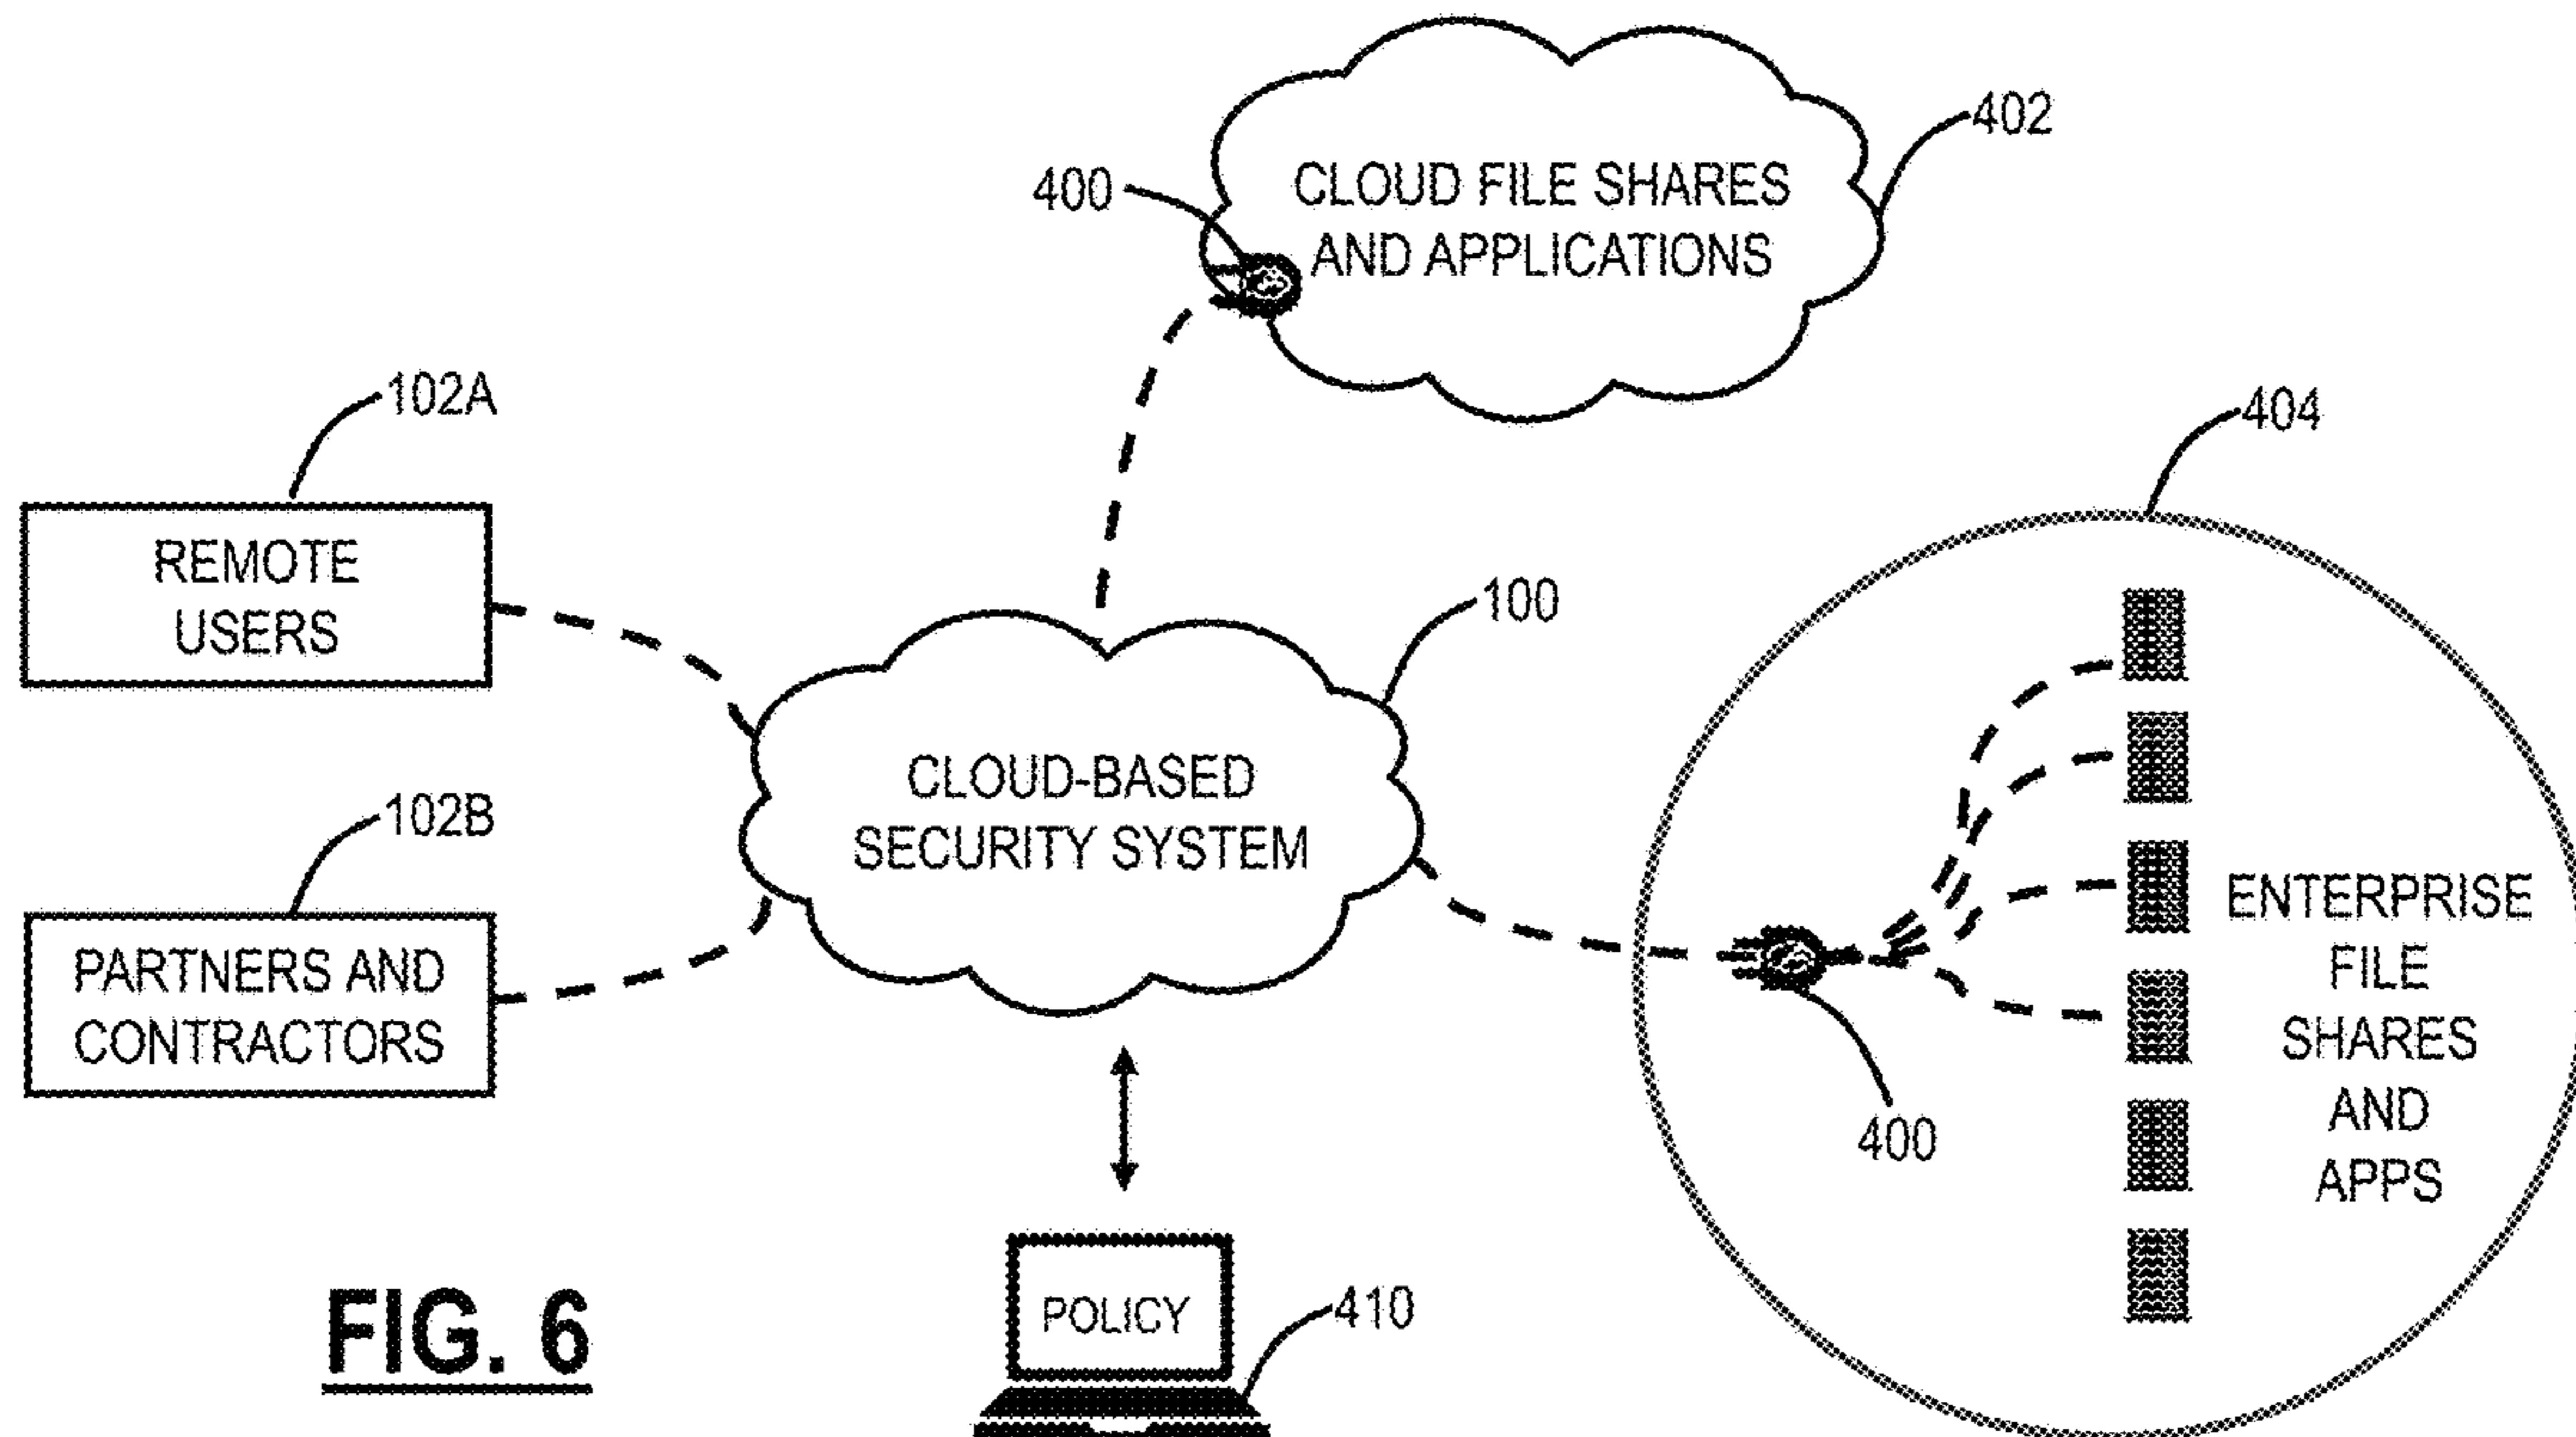 402
400
CLOUD FILE SHARES
AND APPLICATIONS
102A
404
REMOTE
USERS
100
CLOUD-BASED
SECURITY SYSTEM
102B
PARTNERS AND
CONTRACTORS
ENTERPRISE
FILE
SHARES
AND
APPS
400
POLICY
410
FIG. 6